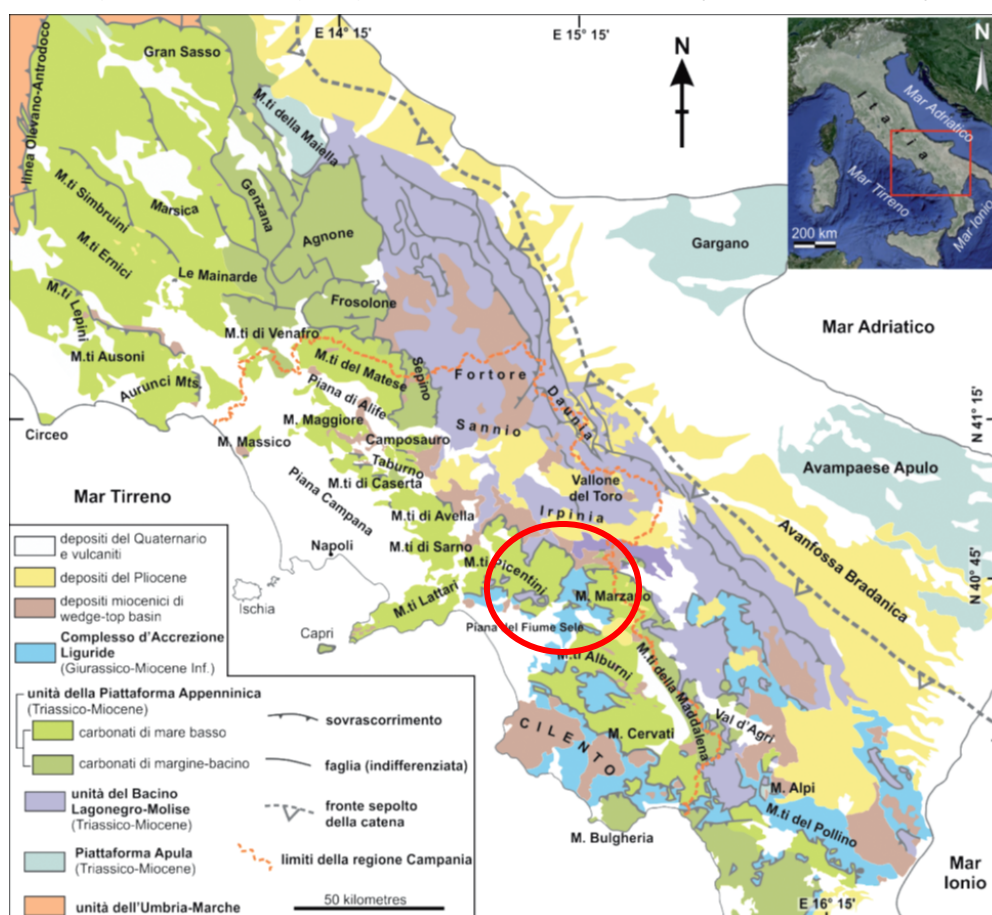 E 14° 15'
E 15° 15'
N
N
Gran Sasso
linea Olevano-Antrodoco
M.ti della Maiella
M.ti Simbruini
Marsica
Genzana
Agnone
M.ti Ernici
Le Mainarde
Frosolone
M.ti Lepini
M.ti di Venafro
M.ti Ausoni
Aurunci Mts.
M.ti del Matese
Sepino
Fortore
Daunia
Circeo
M. Massico
Piana di Alife
M. Maggiore
Camposauro
Sannio
Taburno
M.ti di Caserta
Piana Campana
Vallone
del Toro
Irpinia
M.ti di Avella
Napoli
M.ti di Sarno
M.ti Picentini
M. Marzano
M.ti Lattari
Ischia
Capri
Piana del Fiume Sele
M.ti Alburni
M.ti della Maddalena
CILENTO
M. Cervati
Val d'Agri
M. Alpi
M.ti del Pollino
M. Bulgheria
Gargano
Mar Adriatico
Avampaese Apulo
Avanfossa Bradanica
Mar Tirreno
Mar
Ionio
N 41° 15'
N 40° 45'
E 16° 15'
Italia
Mar Adriatico
Mar Tirreno
Mar Ionio
200 km
depositi del Quaternario
e vulcaniti
depositi del Pliocene
depositi miocenici di
wedge-top basin
Complesso d'Accrezione
Liguride
(Giurassico-Miocene Inf.)
unità della Piattaforma Appenninica
(Triassico-Miocene)
carbonati di mare basso
carbonati di margine-bacino
unità del Bacino
Lagonegro-Molise
(Triassico-Miocene)
Piattaforma Apula
(Triassico-Miocene)
unità dell'Umbria-Marche
sovrascorrimento
faglia (indifferenziata)
fronte sepolto
della catena
limiti della regione Campania
50 kilometres